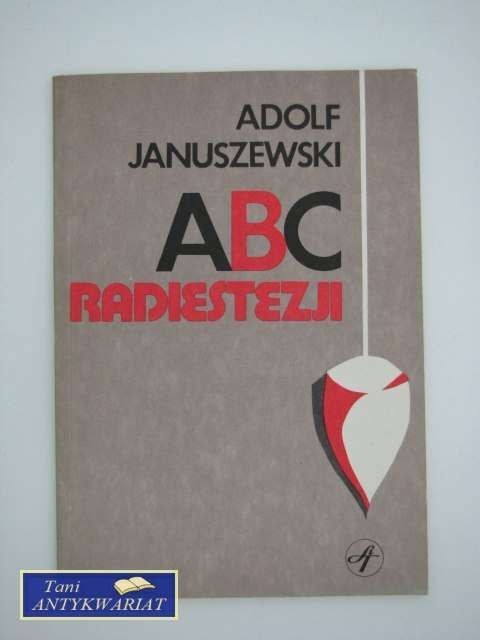 ADOLF
JANUSZEWSKI
ABC
RADIESTEZJI
Tani
ANTYKWARIAT